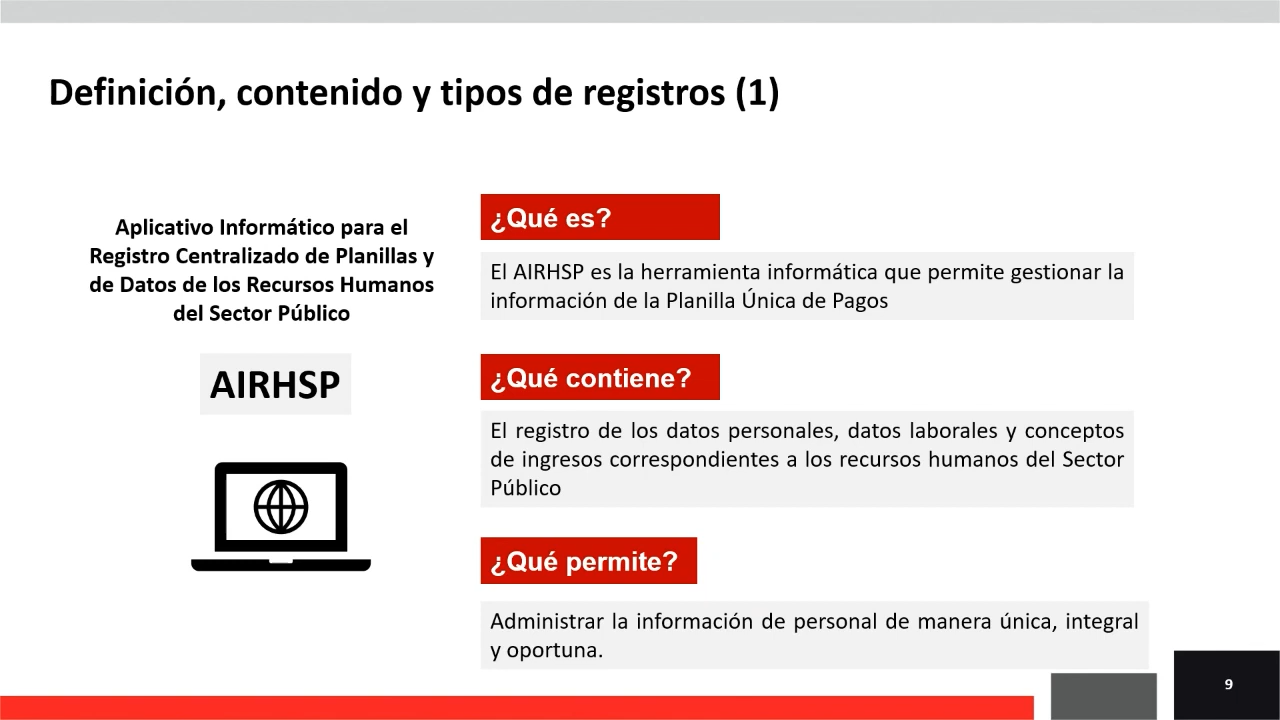 Definición, contenido y tipos de registros (1)
Aplicativo Informático para el
Registro Centralizado de Planillas y
de Datos de los Recursos Humanos
del Sector Público
AIRHSP
¿Qué es?
El AIRHSP es la herramienta informática que permite gestionar la
información de la Planilla Única de Pagos
¿Qué contiene?
El registro de los datos personales, datos laborales y conceptos
de ingresos correspondientes a los recursos humanos del Sector
Público
¿Qué permite?
Administrar la información de personal de manera única, integral
y oportuna.
9